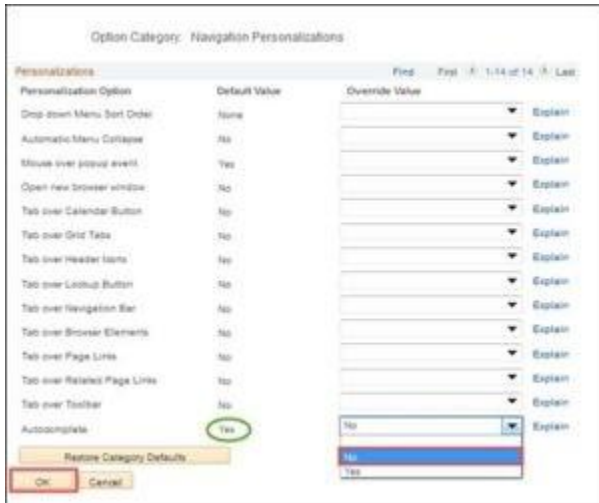 Option Category: Navigation Personalizations
Personalizations Find First 1-14 of 14 Last
Personalization Option Default Value Override Value
Drop down Menu Sort Order None Explain
Automatic Menu Collapse No Explain
Mouse over popup event Yes Explain
Open new browser window No Explain
Tab over Calendar Button No Explain
Tab over Grid Tabs No Explain
Tab over Header Icons No Explain
Tab over Lookup Button No Explain
Tab over Navigation Bar No Explain
Tab over Browser Elements No Explain
Tab over Page Links No Explain
Tab over Related Page Links No Explain
Tab over Toolbar No Explain
Autocomplete Yes No Explain
No
Yes
Restore Category Defaults
OK Cancel